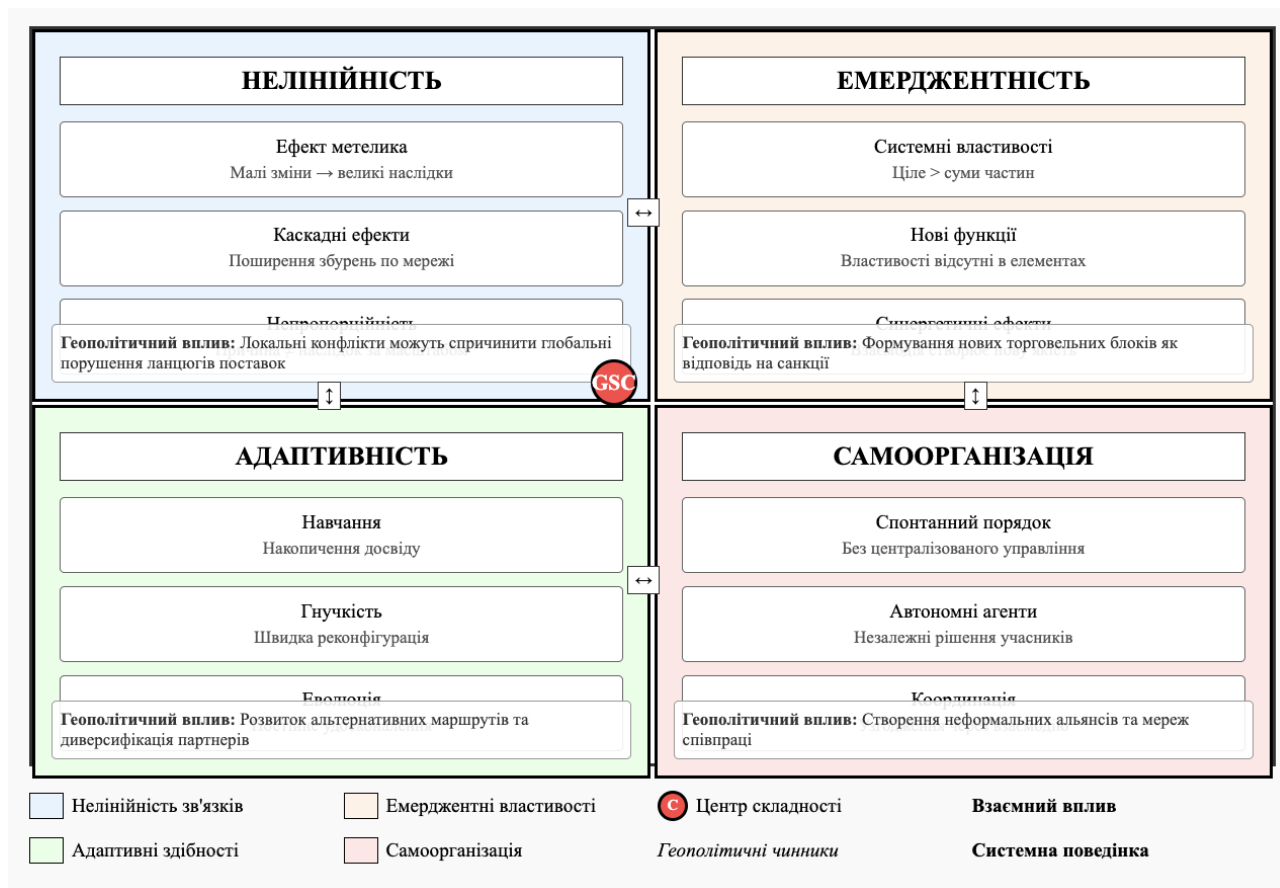 НЕЛІНІЙНІСТЬ
Ефект метелика
Малі зміни → великі наслідки
Каскадні ефекти
Поширення збурень по мережі
Непропорційність
Геополітичний вплив: Локальні конфлікти можуть спричинити глобальні
порушення ланцюгів поставок
GSC
↔
ЕМЕРДЖЕНТНІСТЬ
Системні властивості
Ціле > суми частин
Нові функції
Властивості відсутні в елементах
Синергетичні ефекти
Геополітичний вплив: Формування нових торговельних блоків як
відповідь на санкції
↕
↕
АДАПТИВНІСТЬ
Навчання
Накопичення досвіду
Гнучкість
Швидка реконфігурація
Еволюція
Геополітичний вплив: Розвиток альтернативних маршрутів та
диверсифікація партнерів
↔
САМООРГАНІЗАЦІЯ
Спонтанний порядок
Без централізованого управління
Автономні агенти
Незалежні рішення учасників
Координація
Геополітичний вплив: Створення неформальних альянсів та мереж
співпраці
Нелінійність зв'язків
Емерджентні властивості
C Центр складності
Взаємний вплив
Адаптивні здібності
Самоорганізація
Геополітичні чинники
Системна поведінка